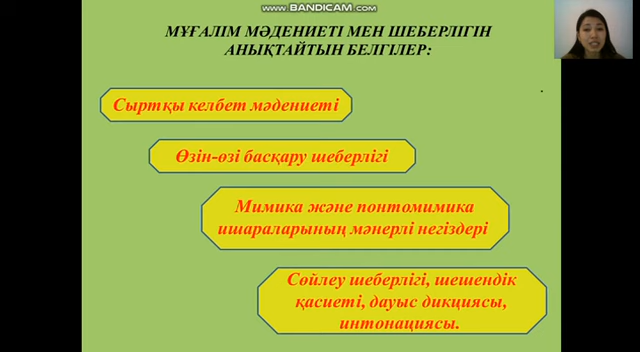 www.BANDICAM.com
МҰҒАЛІМ МӘДЕНИЕТІ МЕН ШЕБЕРЛІГІН
АНЫҚТАЙТЫН БЕЛГІЛЕР:
Сыртқы келбет мәдениеті
Өзін-өзі басқару шеберлігі
Мимика және понтомимика
ишараларының мәнерлі негіздері
Сөйлеу шеберлігі, шешендік
қасиеті, дауыс дикциясы,
интонациясы.